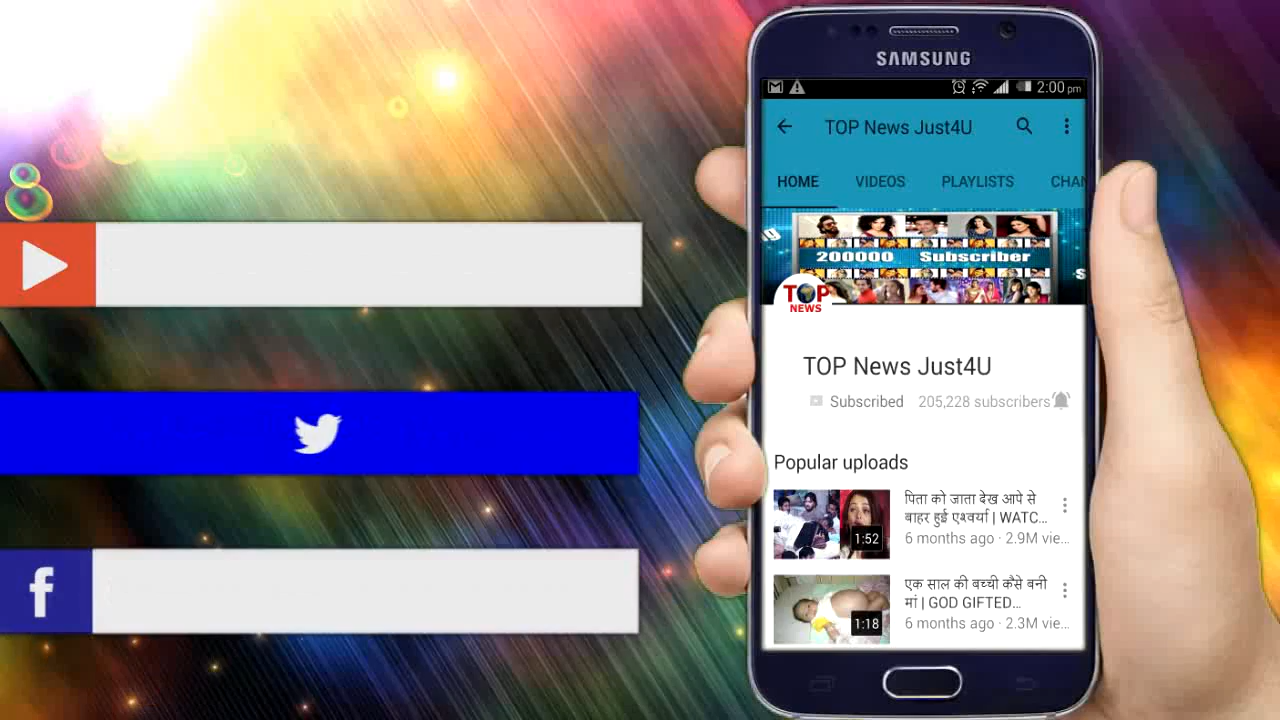 SAMSUNG
2:00 pm
TOP News Just4U
HOME VIDEOS PLAYLISTS CHAN
200000 Subscriber
TOP
NEWS
TOP News Just4U
Subscribed 205,228 subscribers
Popular uploads
पिता को जाता देख आपे से
बाहर हुई एश्वर्या | WATC...
1:52
6 months ago · 2.9M vie...
एक साल की बच्ची कैसे बनी
मां | GOD GIFTED...
1:18
6 months ago · 2.3M vie...